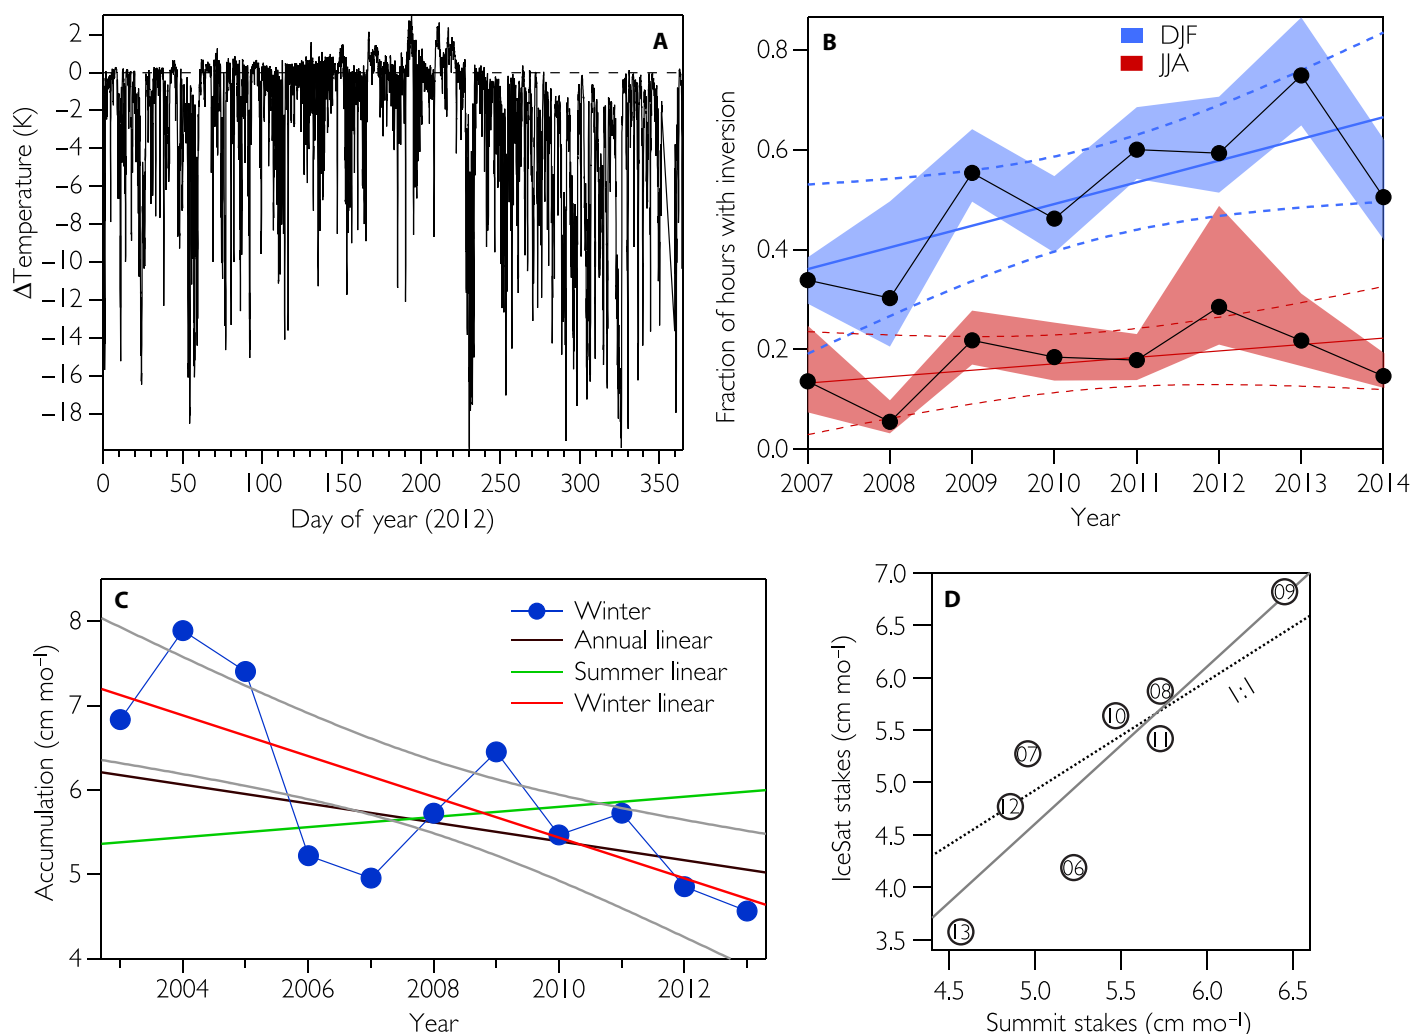 A
2
0
−2
−4
−6
−8
−10
−12
−14
−16
−18
ΔTemperature (K)
0 50 100 150 200 250 300 350
Day of year (2012)
B
DJF
JJA
0.8
0.6
0.4
0.2
0.0
Fraction of hours with inversion
2007 2008 2009 2010 2011 2012 2013 2014
Year
C
Winter
Annual linear
Summer linear
Winter linear
8
7
6
5
4
Accumulation (cm mo⁻¹)
2004 2006 2008 2010 2012
Year
D
7.0
6.5
6.0
5.5
5.0
4.5
4.0
3.5
IceSat stakes (cm mo⁻¹)
09
08
1:1
10
11
07
12
06
13
4.5 5.0 5.5 6.0 6.5
Summit stakes (cm mo⁻¹)